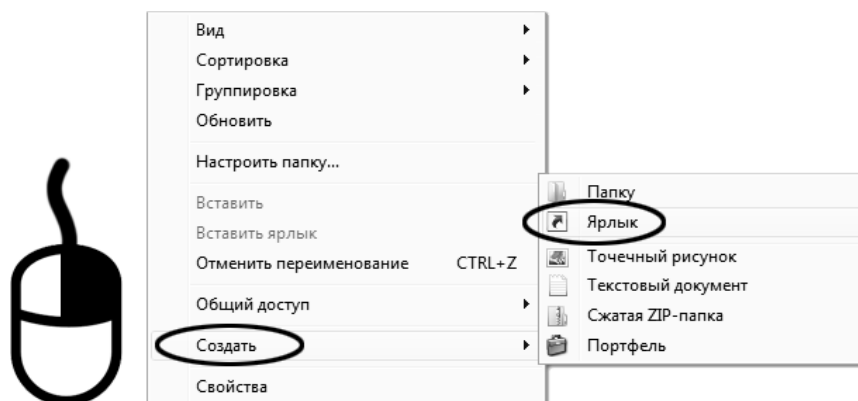 Вид
Сортировка
Группировка
Обновить
Настроить папку...
Вставить
Вставить ярлык
Отменить переименование CTRL+Z
Общий доступ
Создать
Свойства
Папку
Ярлык
Точечный рисунок
Текстовый документ
Сжатая ZIP-папка
Портфель